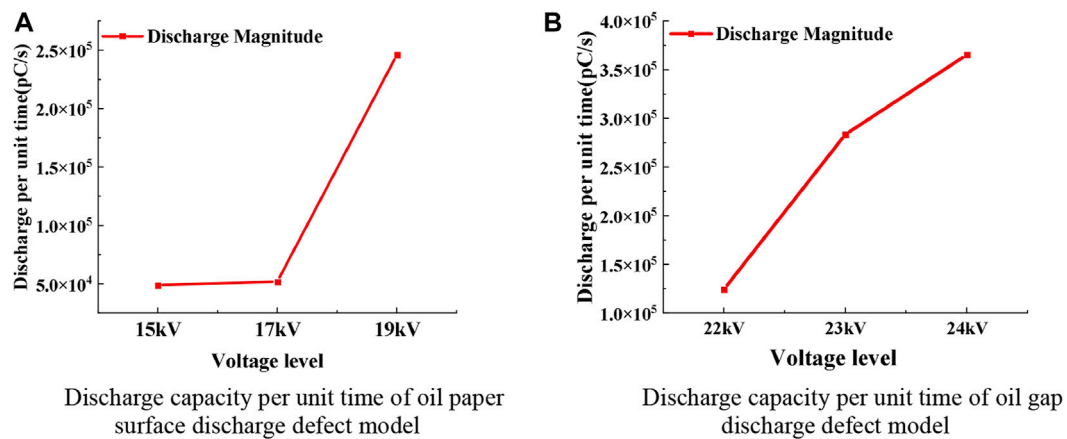 A
Discharge Magnitude
Discharge per unit time(pC/s)
2.5×10⁵
2.0×10⁵
1.5×10⁵
1.0×10⁵
5.0×10⁴
15kV
17kV
19kV
Voltage level
Discharge capacity per unit time of oil paper
surface discharge defect model
B
Discharge Magnitude
Discharge per unit time(pC/s)
4.0×10⁵
3.5×10⁵
1.25×10⁵
2.5×10⁵
3.0×10⁵
1.25×10⁵
1.0×10⁵
22kV
23kV
24kV
Voltage level
Discharge capacity per unit time of oil gap
discharge defect model